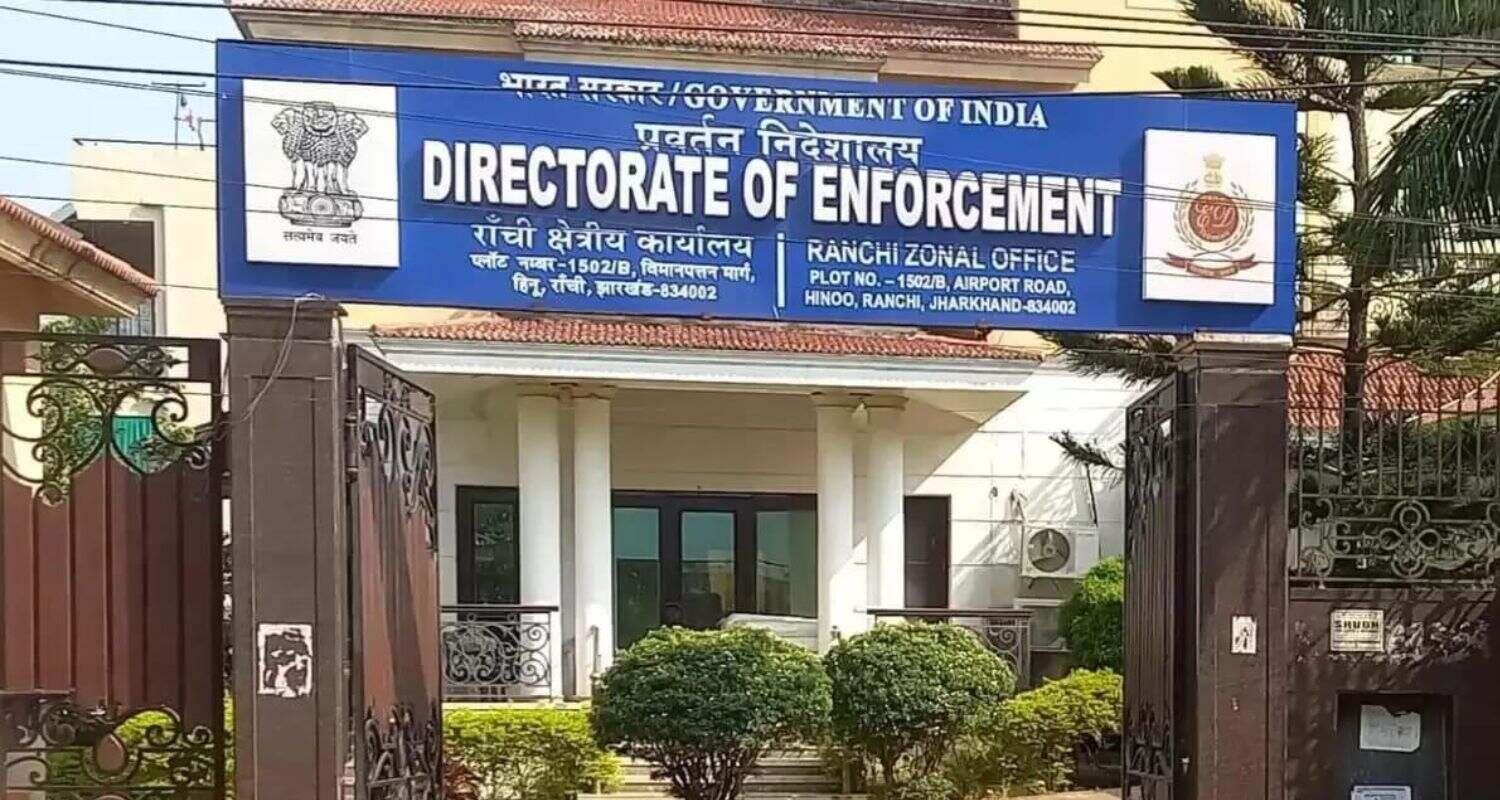 भारत सरकार/GOVERNMENT OF INDIA
प्रवर्तन निदेशालय
DIRECTORATE OF ENFORCEMENT
सत्यमेव जयते
राँची क्षेत्रीय कार्यालय
प्लॉट नम्बर-1502/B, विमानपत्तन मार्ग,
हिनू, राँची, झारखंड-834002
RANCHI ZONAL OFFICE
PLOT NO. - 1502/B, AIRPORT ROAD,
HINOO, RANCHI, JHARKHAND-834002